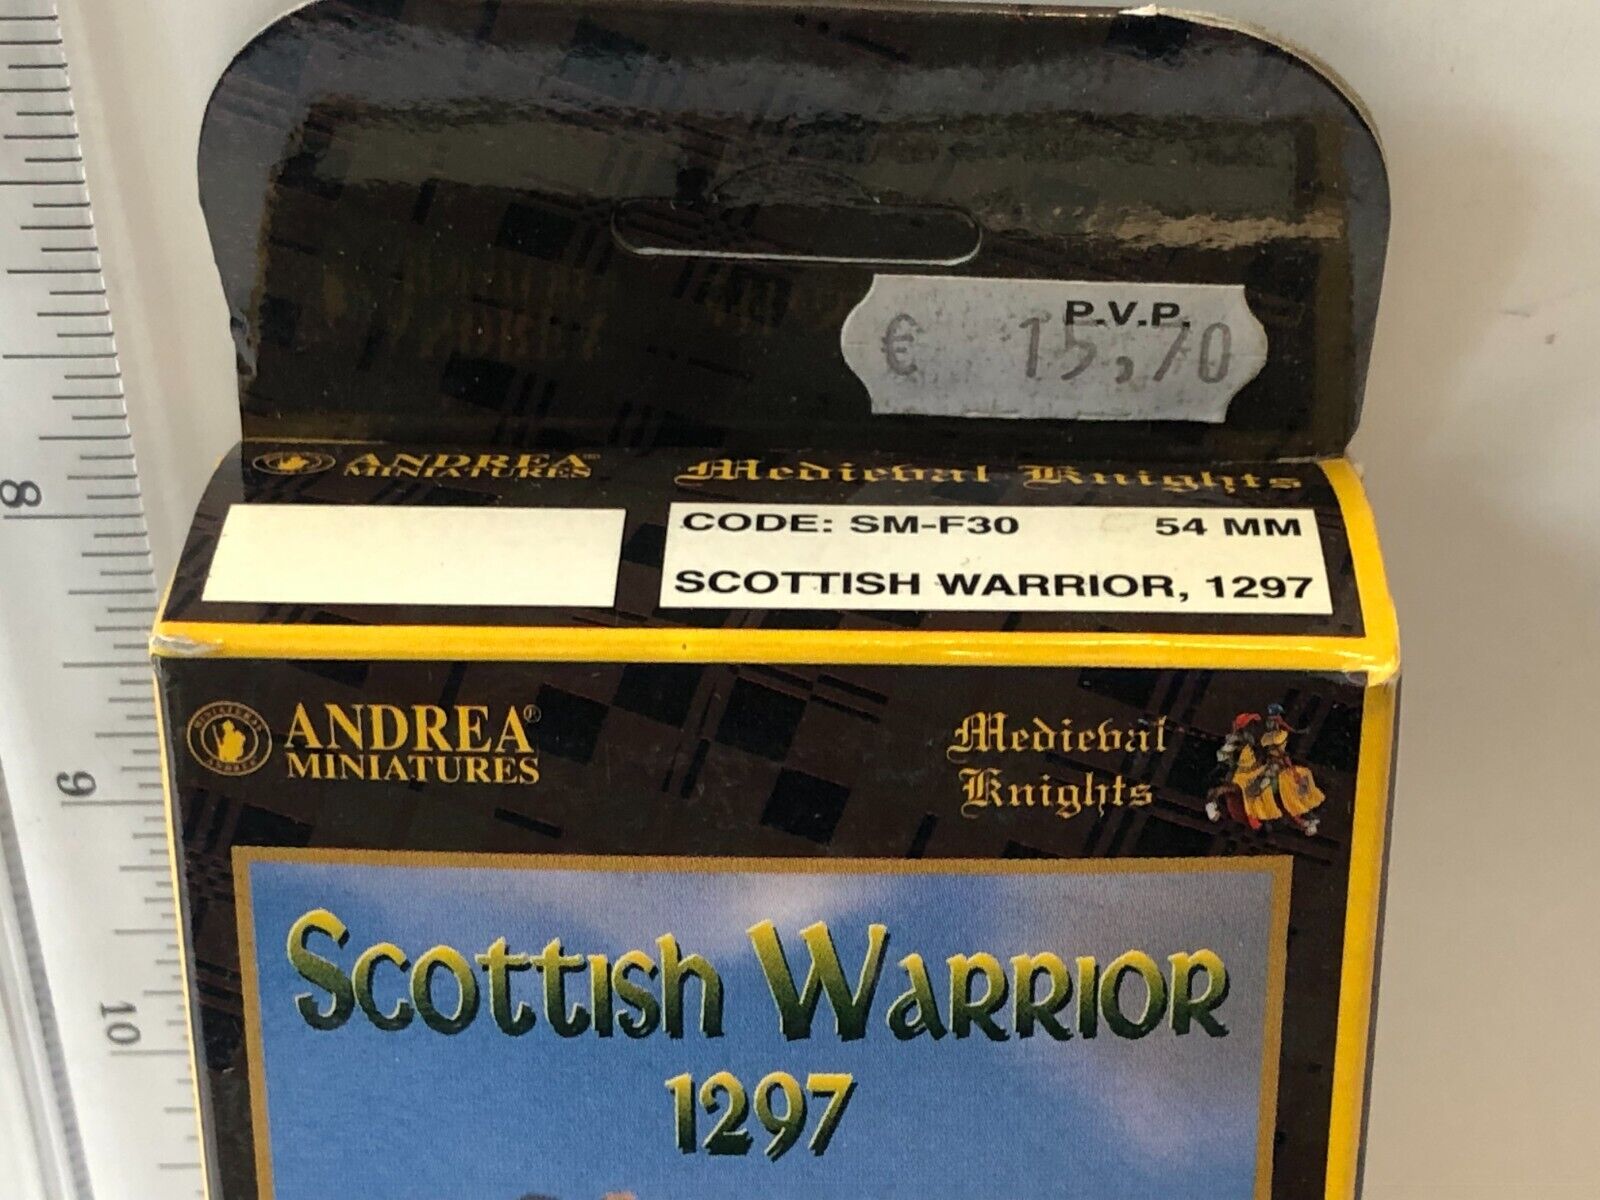 P.V.P.
€ 15,70
ANDREA
MINIATURES
Medieval Knights
CODE: SM-F30 54 MM
SCOTTISH WARRIOR, 1297
ANDREA®
MINIATURES
Medieval
Knights
SCOTTISH WARRIOR
1297
8
9
10